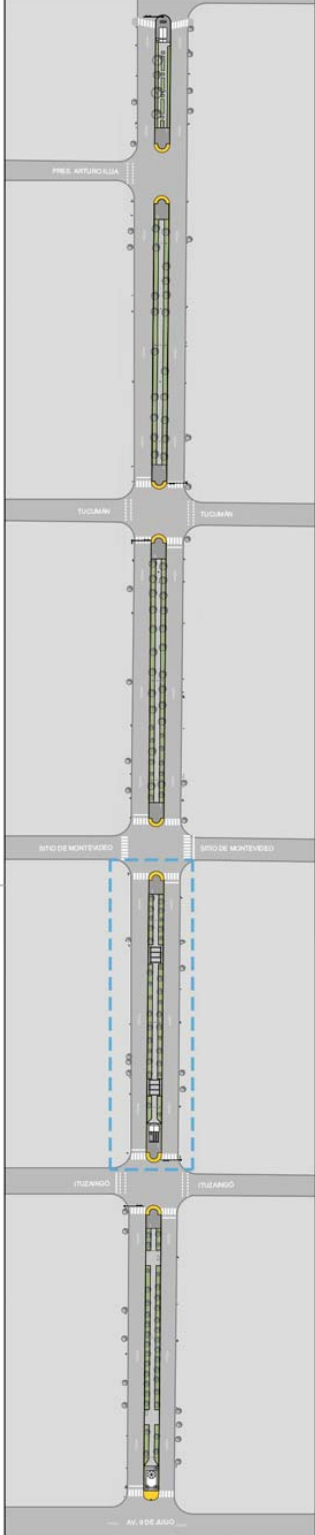 PRES. ARTURO ILLIA
TUCUMÁN
TUCUMÁN
SITIO DE MONTEVIDEO
SITIO DE MONTEVIDEO
ITUZAINGÓ
ITUZAINGÓ
AV. 9 DE JULIO